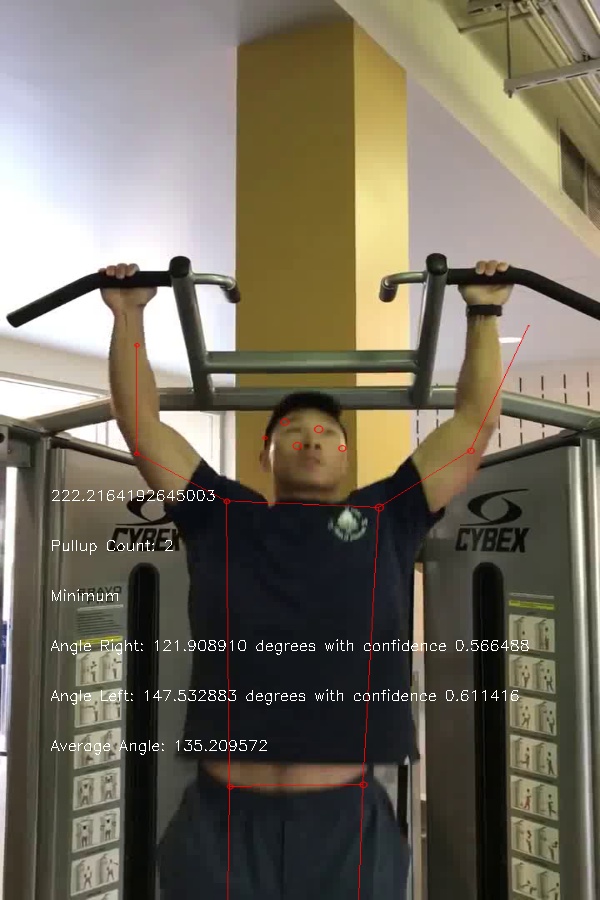 222.2164192645003
CYBEX
CYBEX
Pullup Count: 2
Minimum
Angle Right: 121.908910 degrees with confidence 0.566488
Angle Left: 147.532883 degrees with confidence 0.611416
Average Angle: 135.209572